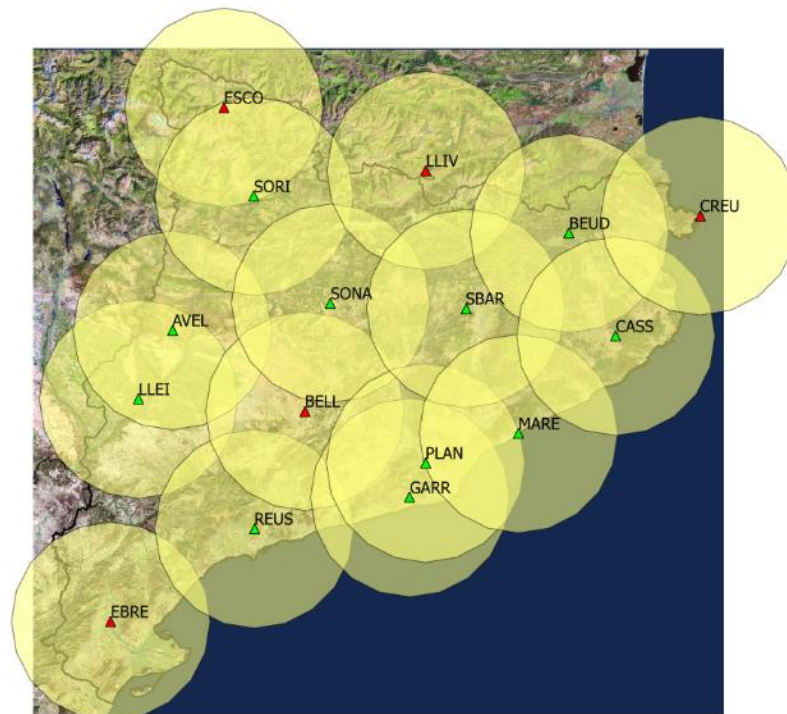 ESCO
LLIV
SORI
CREU
BEUD
SONA
SBAR
AVEL
CASS
LLEI
BELL
MARE
PLAN
GARR
REUS
EBRE